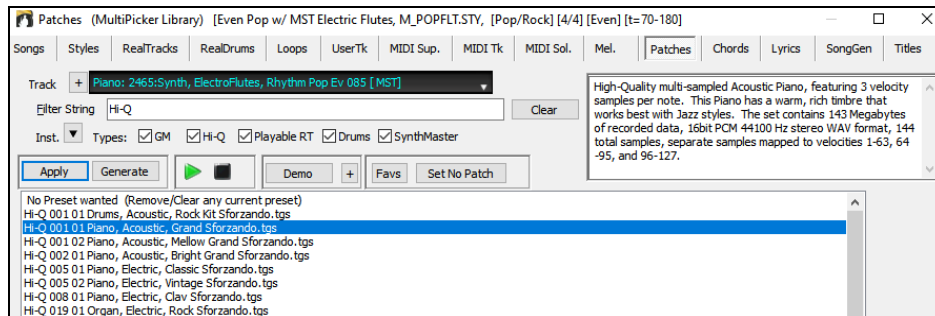 Patches (MultiPicker Library) [Even Pop w/ MST Electric Flutes, M_POPFLT.STY, [Pop/Rock] [4/4] [Even] [t=70-180]
Songs Styles RealTracks RealDrums Loops UserTk MIDI Sup. MIDI Tk MIDI Sol. Mel. Patches Chords Lyrics SongGen Titles
Track + Piano: 2465:Synth, ElectroFlutes, Rhythm Pop Ev 085 [MST]
Filter String Hi-Q Clear
Inst. Types: GM Hi-Q Playable RT Drums SynthMaster
Apply Generate Demo + Favs Set No Patch
High-Quality multi-sampled Acoustic Piano, featuring 3 velocity
samples per note. This Piano has a warm, rich timbre that
works best with Jazz styles. The set contains 143 Megabytes
of recorded data, 16bit PCM 44100 Hz stereo WAV format, 144
total samples, separate samples mapped to velocities 1-63, 64
-95, and 96-127.
No Preset wanted (Remove/Clear any current preset)
Hi-Q 001 01 Drums, Acoustic, Rock Kit Sforzando.tgs
Hi-Q 001 01 Piano, Acoustic, Grand Sforzando.tgs
Hi-Q 001 02 Piano, Acoustic, Mellow Grand Sforzando.tgs
Hi-Q 002 01 Piano, Acoustic, Bright Grand Sforzando.tgs
Hi-Q 005 01 Piano, Electric, Classic Sforzando.tgs
Hi-Q 005 02 Piano, Electric, Vintage Sforzando.tgs
Hi-Q 008 01 Piano, Electric, Clav Sforzando.tgs
Hi-Q 019 01 Organ, Electric, Rock Sforzando.tgs